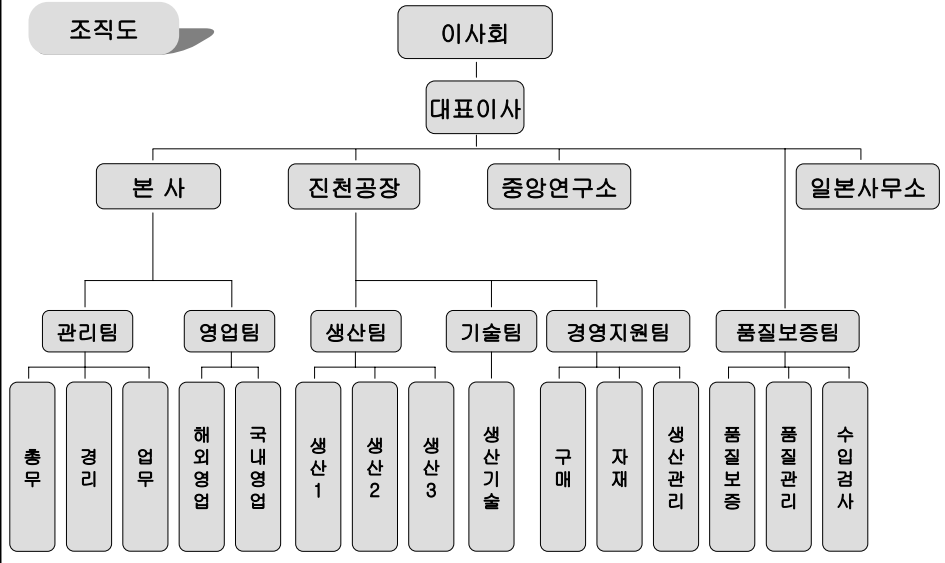 조직도
이사회
대표이사
본 사
진천공장
중앙연구소
일본사무소
관리팀
영업팀
생산팀
기술팀
경영지원팀
품질보증팀
총무
경리
업무
해외영업
국내영업
생산1
생산2
생산3
생산기술
구매
자재
생산관리
품질보증
품질관리
수입검사